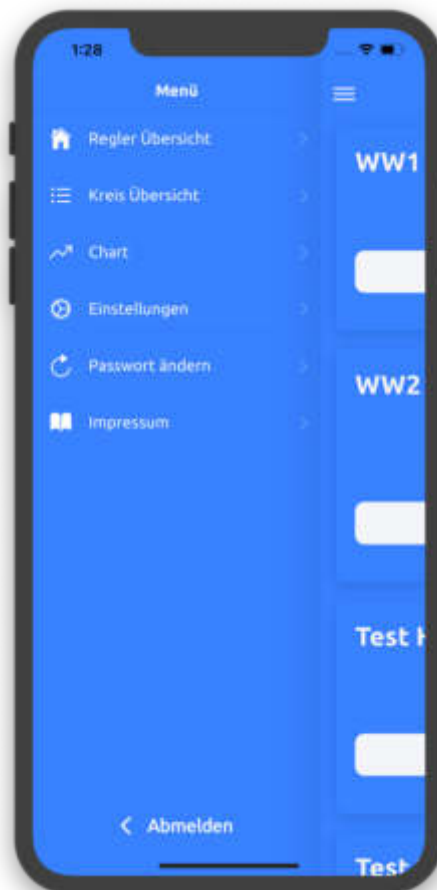 1:28
Menü
Regler Übersicht
Kreis Übersicht
Chart
Einstellungen
Passwort ändern
Impressum
Abmelden
WW1
WW2
Test
Test